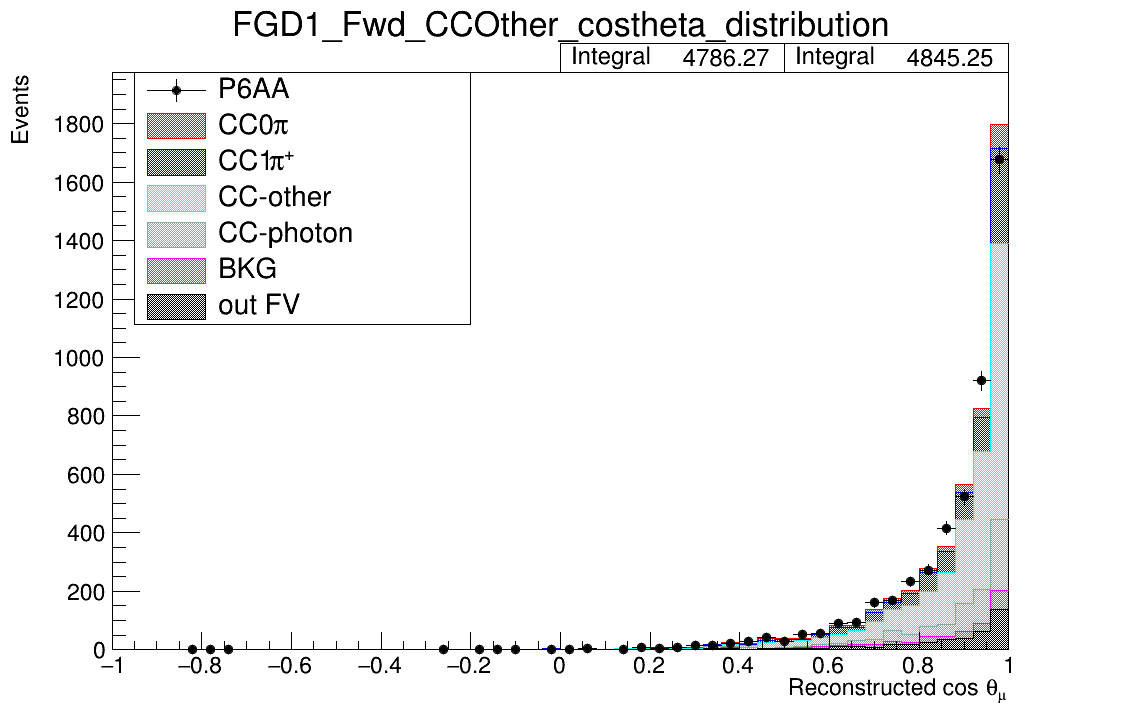 FGD1_Fwd_CCOther_costheta_distribution
Integral 4786.27 Integral 4845.25
Events
P6AA
CC0π
CC1π⁺
CC-other
CC-photon
BKG
out FV
1800
1600
1400
1200
1000
800
600
400
200
0
−1 −0.8 −0.6 −0.4 −0.2 0 0.2 0.4 0.6 0.8 1
Reconstructed cos θμ